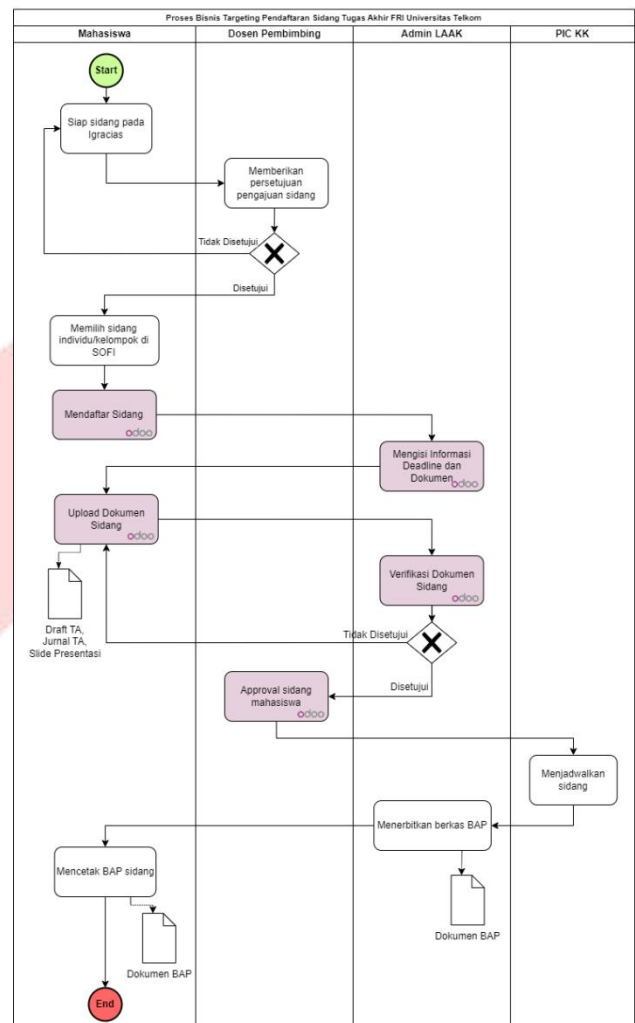 Proses Bisnis Targeting Pendaftaran Sidang Tugas Akhir FRI Universitas Telkom
Mahasiswa
Dosen Pembimbing
Admin LAAK
PIC KK
Start
Siap sidang pada
Igracias
Memberikan
persetujuan
pengajuan sidang
Tidak Disetujui
Disetujui
Memilih sidang
individu/kelompok di
SOFI
Mendaftar Sidang
odoo
Mengisi Informasi
Deadline dan
Dokumen
odoo
Upload Dokumen
Sidang
odoo
Draft TA,
Jurnal TA,
Slide Presentasi
Verifikasi Dokumen
Sidang
odoo
Tidak Disetujui
Disetujui
Approval sidang
mahasiswa
odoo
Menjadwalkan
sidang
Menerbitkan berkas BAP
Dokumen BAP
Mencetak BAP sidang
Dokumen BAP
End